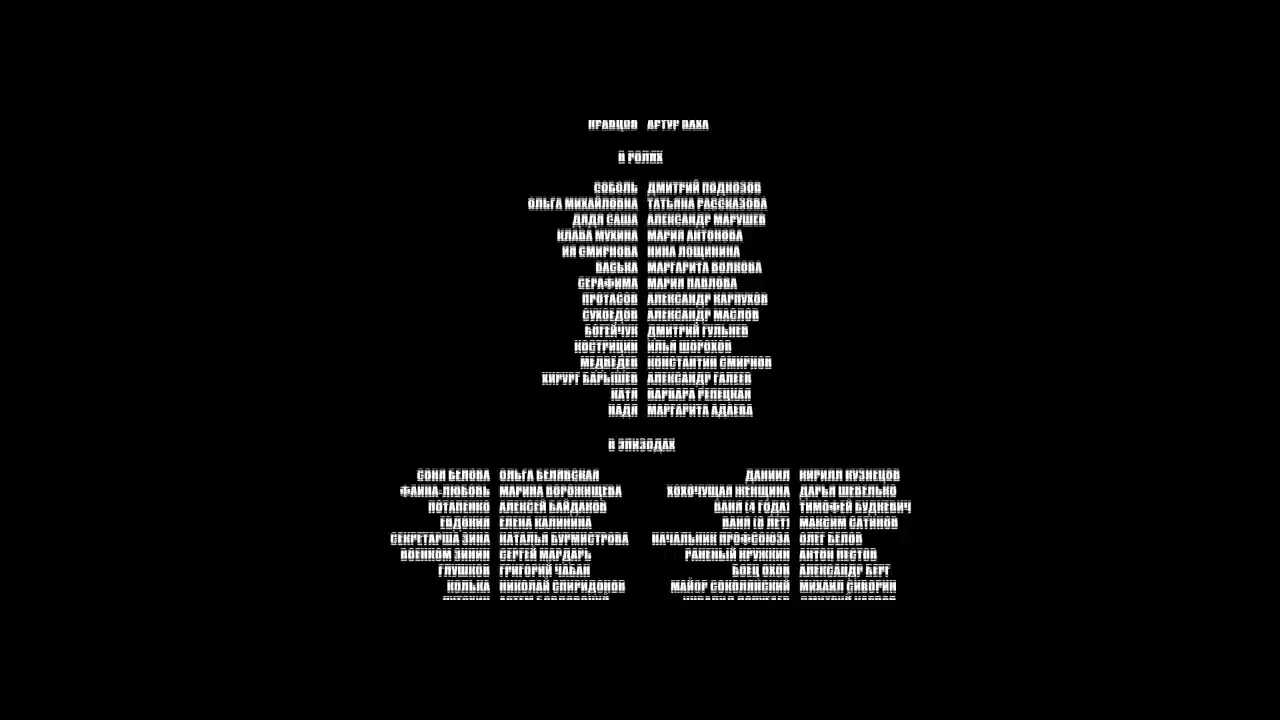 КРАВЦОВ АРТУР ВАХА
В РОЛЯХ
СОБОЛЬ ДМИТРИЙ ПОДНОЗОВ
ОЛЬГА МИХАЙЛОВНА ТАТЬЯНА РАССКАЗОВА
ДЯДЯ САША АЛЕКСАНДР МАРУШЕВ
КЛАВА МУХИНА МАРИЯ АНТОНОВА
ИЯ СМИРНОВА НИКА ЛОЩИНИНА
ВАСЬКА МАРГАРИТА ВОЛКОВА
СЕРАФИМА МАРИЯ ПАВЛОВА
ПРОТАСОВ АЛЕКСАНДР КАРПУХОВ
СУХОЕДОВ АЛЕКСАНДР МАСЛОВ
БОГЕЙЧУК ДМИТРИЙ ГУЛЬНЕВ
КОСТРИЦИН ИЛЬЯ ШОРОХОВ
МЕДВЕДЕВ КОНСТАНТИН СМИРНОВ
ХИРУРГ БАРЫШЕВ АЛЕКСАНДР ГАЛЕЕВ
КАТЯ ВАРВАРА РЕПЕЦКАЯ
НАДЯ МАРГАРИТА АДАЕВА
В ЭПИЗОДАХ
СОНЯ БЕЛОВА ОЛЬГА БЕЛЯВСКАЯ
ФАИНА-ЛЮБОВЬ МАРИНА ВОРОЖИЩЕВА
ПОТАПЕНКО АЛЕКСЕЙ БАЙДАКОВ
ЕВДОКИЯ ЕЛЕНА КАЛИНИНА
СЕКРЕТАРША ЗИНА НАТАЛЬЯ БУРМИСТРОВА
ВОЕНКОМ ЗИНИН СЕРГЕЙ МАРДАРЬ
ГЛУШКОВ ГРИГОРИЙ ЧАБАН
КОЛЬКА НИКОЛАЙ СПИРИДОНОВ
ДАНИИЛ КИРИЛЛ КУЗНЕЦОВ
ХОХОЧУЩАЯ ЖЕНЩИНА ДАРЬЯ ШЕВЕЛЬКО
ВАНЯ (4 ГОДА) ТИМОФЕЙ БУДКЕВИЧ
ВАНЯ (8 ЛЕТ) МАКСИМ САТИНОВ
НАЧАЛЬНИК ПРОФСОЮЗА ОЛЕГ БЕЛОВ
РАНЕНЫЙ КРУЖКИН АНТОН ПЕСТОВ
БОЕЦ ОХОВ АЛЕКСАНДР БЕРГ
МАЙОР СОКОЛЯНСКИЙ МИХАИЛ СИВОРИН